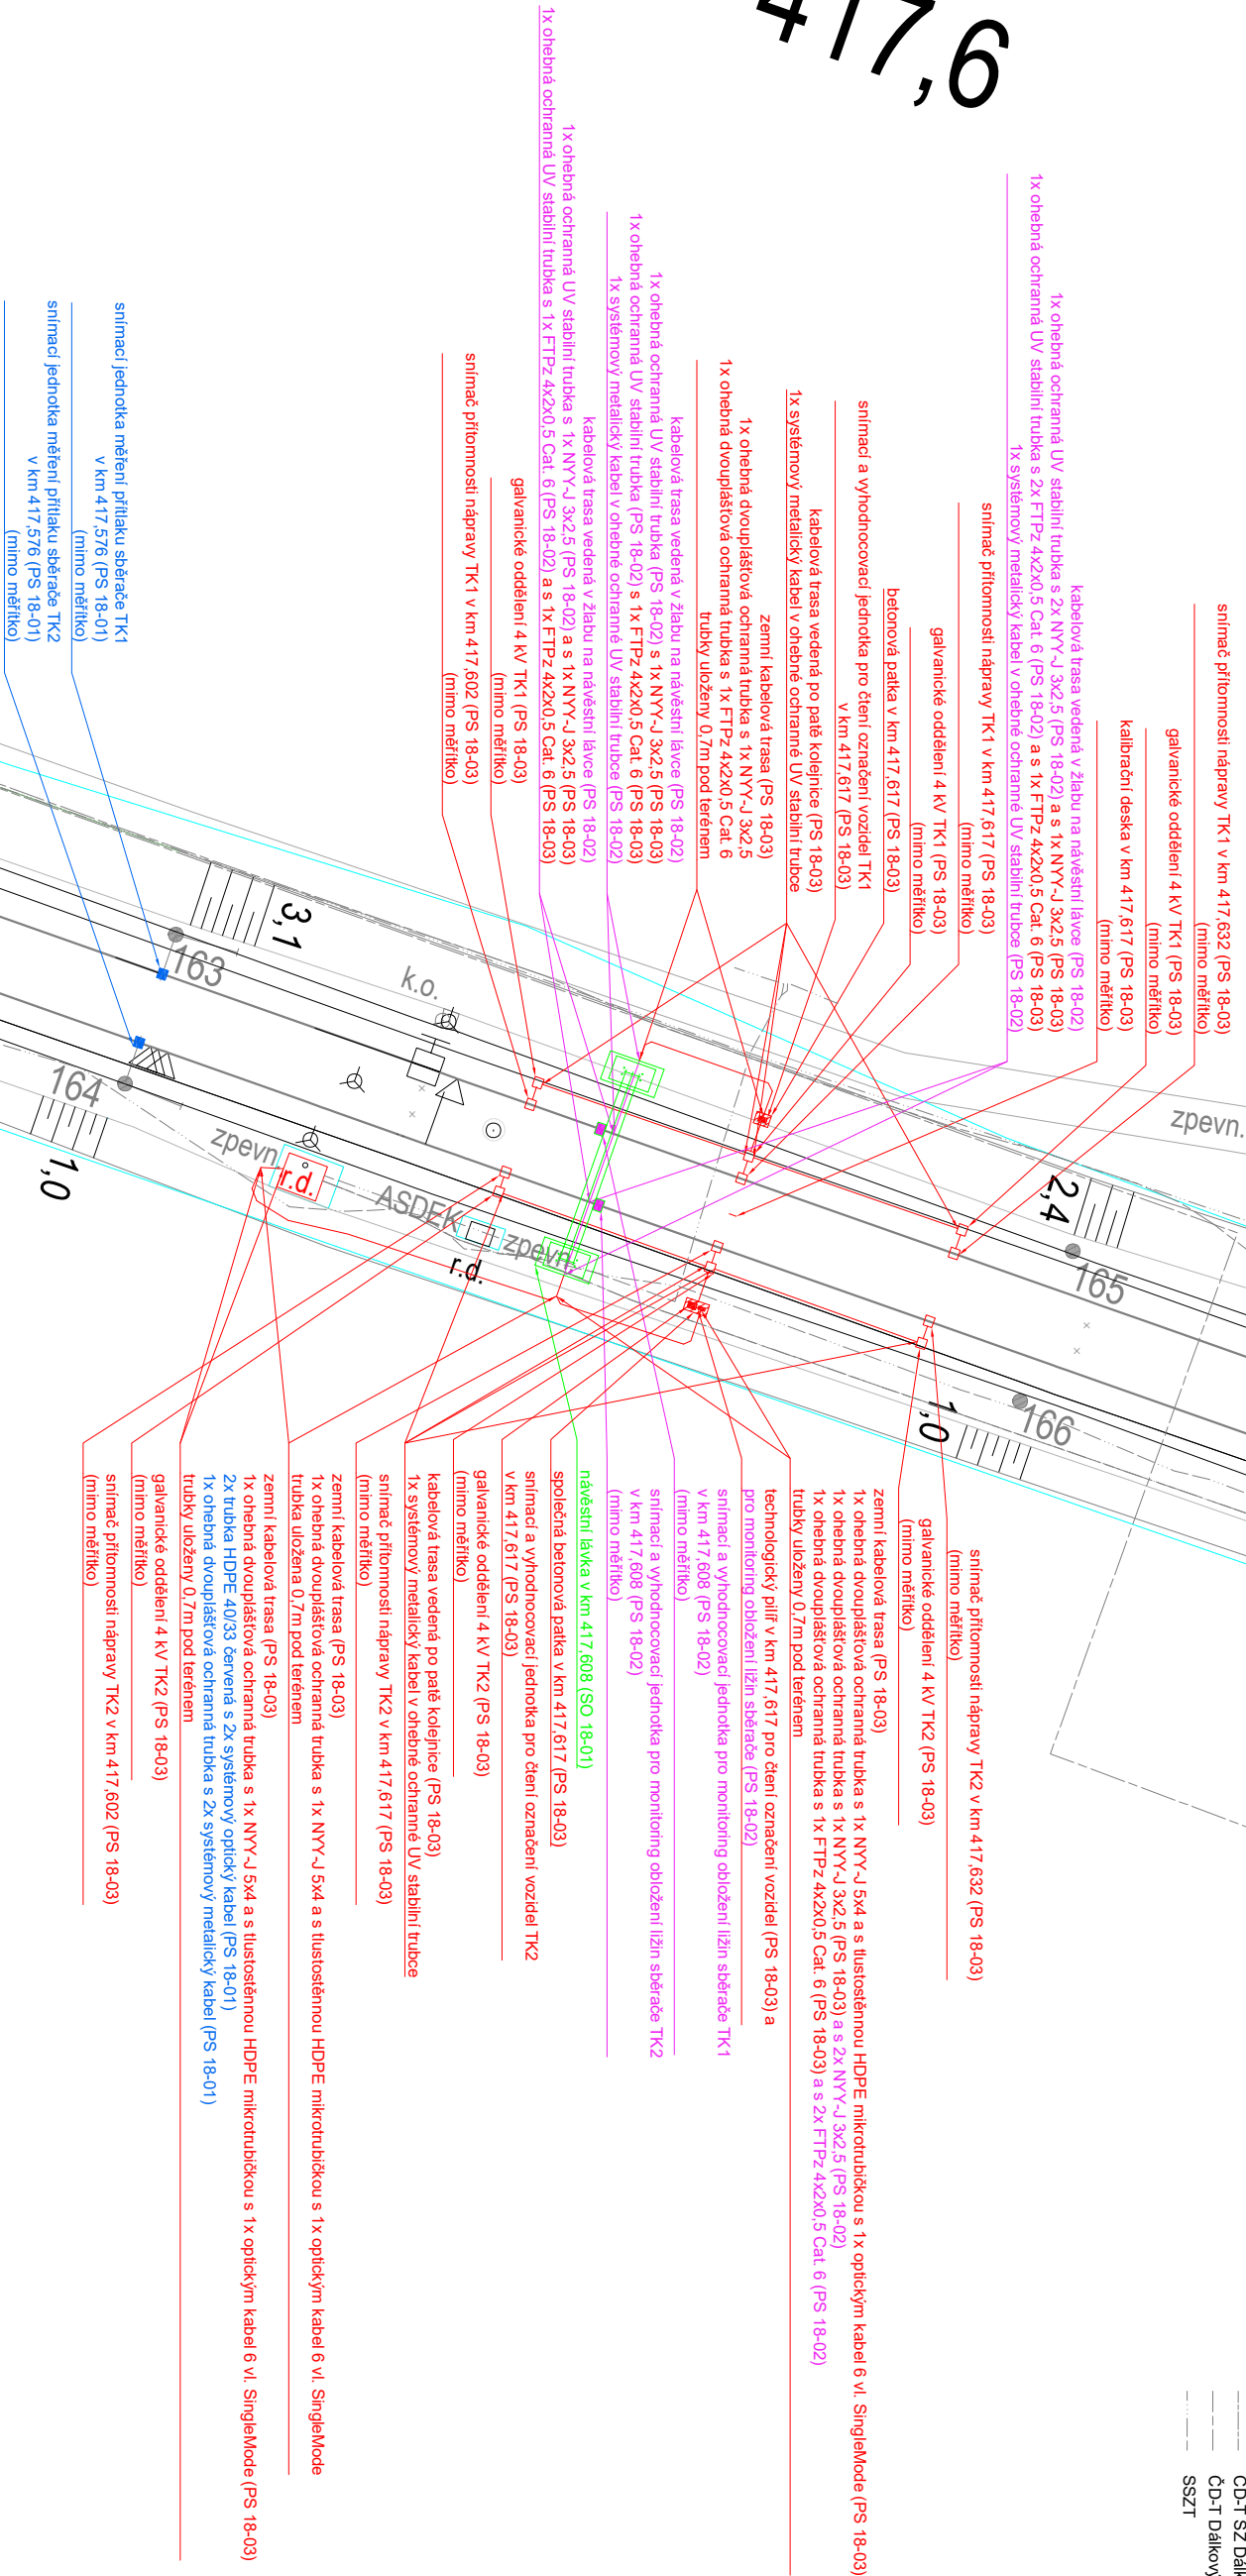 417,6
snímač přítomnosti nápravy TK1 v km 417,632 (PS 18-03)
(mimo měřítko)
galvanické oddělení 4 kV TK1 (PS 18-03)
(mimo měřítko)
kalibrační deska v km 417,617 (PS 18-03)
(mimo měřítko)
kabelová trasa vedená v žlabu na návěstní lávce (PS 18-02)
1x ohebná ochranná UV stabilní trubka s 2x NYY-J 3x2,5 (PS 18-02) a s 1x NYY-J 3x2,5 (PS 18-03)
1x ohebná ochranná UV stabilní trubka s 2x FTPz 4x2x0,5 Cat. 6 (PS 18-02) a s 1x FTPz 4x2x0,5 Cat. 6 (PS 18-03)
1x systémový metalický kabel v ohebné ochranné UV stabilní trubce (PS 18-02)
snímač přítomnosti nápravy TK1 v km 417,617 (PS 18-03)
(mimo měřítko)
galvanické oddělení 4 kV TK1 (PS 18-03)
(mimo měřítko)
betonová patka v km 417,617 (PS 18-03)
snímací a vyhodnocovací jednotka pro čtení označení vozidel TK1
v km 417,617 (PS 18-03)
kabelová trasa vedená po patě kolejnice (PS 18-03)
1x systémový metalický kabel v ohebné ochranné UV stabilní trubce
zemní kabelová trasa (PS 18-03)
1x ohebná dvouplášťová ochranná trubka s 1x NYY-J 3x2,5
1x ohebná dvouplášťová ochranná trubka s 1x FTPz 4x2x0,5 Cat. 6
trubky uloženy 0,7m pod terénem
kabelová trasa vedená v žlabu na návěstní lávce (PS 18-02)
1x ohebná ochranná UV stabilní trubka (PS 18-02) s 1x NYY-J 3x2,5 (PS 18-03)
1x ohebná ochranná UV stabilní trubka (PS 18-02) s 1x FTPz 4x2x0,5 Cat. 6 (PS 18-03)
1x systémový metalický kabel v ohebné ochranné UV stabilní trubce (PS 18-02)
kabelová trasa vedená v žlabu na návěstní lávce (PS 18-02)
1x ohebná ochranná UV stabilní trubka s 1x NYY-J 3x2,5 (PS 18-02) a s 1x NYY-J 3x2,5 (PS 18-03)
1x ohebná ochranná UV stabilní trubka s 1x FTPz 4x2x0,5 Cat. 6 (PS 18-02) a s 1x FTPz 4x2x0,5 Cat. 6 (PS 18-03)
galvanické oddělení 4 kV TK1 (PS 18-03)
(mimo měřítko)
snímač přítomnosti nápravy TK1 v km 417,602 (PS 18-03)
(mimo měřítko)
snímací jednotka měření přítlaku sběrače TK1
v km 417,576 (PS 18-01)
(mimo měřítko)
snímací jednotka měření přítlaku sběrače TK2
v km 417,576 (PS 18-01)
(mimo měřítko)
zpevn.
2,4
165
k.o.
3,1
163
166
1,0
zpevn.
r.d.
ASDEK
zpevn
r.d.
164
1,0
snímač přítomnosti nápravy TK2 v km 417,632 (PS 18-03)
(mimo měřítko)
galvanické oddělení 4 kV TK2 (PS 18-03)
(mimo měřítko)
zemní kabelová trasa (PS 18-03)
1x ohebná dvouplášťová ochranná trubka s 1x NYY-J 5x4 a s tlustostěnnou HDPE mikrotrubičkou s 1x optickým kabel 6 vl. SingleMode (PS 18-03)
1x ohebná dvouplášťová ochranná trubka s 1x NYY-J 3x2,5 (PS 18-03) a s 2x NYY-J 3x2,5 (PS 18-02)
1x ohebná dvouplášťová ochranná trubka s 1x FTPz 4x2x0,5 Cat. 6 (PS 18-03) a s 2x FTPz 4x2x0,5 Cat. 6 (PS 18-02)
trubky uloženy 0,7m pod terénem
technologický pilíř v km 417,617 pro čtení označení vozidel (PS 18-03) a
pro monitoring obložení ližin sběrače (PS 18-02)
snímací a vyhodnocovací jednotka pro monitoring obložení ližin sběrače TK1
v km 417,608 (PS 18-02)
(mimo měřítko)
snímací a vyhodnocovací jednotka pro monitoring obložení ližin sběrače TK2
v km 417,608 (PS 18-02)
(mimo měřítko)
návěstní lávka v km 417,608 (SO 18-01)
společná betonová patka v km 417,617 (PS 18-03)
snímací a vyhodnocovací jednotka pro čtení označení vozidel TK2
v km 417,617 (PS 18-03)
galvanické oddělení 4 kV TK2 (PS 18-03)
(mimo měřítko)
kabelová trasa vedená po patě kolejnice (PS 18-03)
1x systémový metalický kabel v ohebné ochranné UV stabilní trubce
snímač přítomnosti nápravy TK2 v km 417,617 (PS 18-03)
(mimo měřítko)
zemní kabelová trasa (PS 18-03)
1x ohebná dvouplášťová ochranná trubka s 1x NYY-J 5x4 a s tlustostěnnou HDPE mikrotrubičkou s 1x optickým kabel 6 vl. SingleMode
trubka uložena 0,7m pod terénem
zemní kabelová trasa (PS 18-03)
1x ohebná dvouplášťová ochranná trubka s 1x NYY-J 5x4 a s tlustostěnnou HDPE mikrotrubičkou s 1x optickým kabel 6 vl. SingleMode (PS 18-03)
2x trubka HDPE 40/33 červená s 2x systémový optický kabel (PS 18-01)
1x ohebná dvouplášťová ochranná trubka s 2x systémový metalický kabel (PS 18-01)
trubky uloženy 0,7m pod terénem
galvanické oddělení 4 kV TK2 (PS 18-03)
(mimo měřítko)
snímač přítomnosti nápravy TK2 v km 417,602 (PS 18-03)
(mimo měřítko)
ČD-T SŽ Dálk
ČD-T Dálkový
SSZT